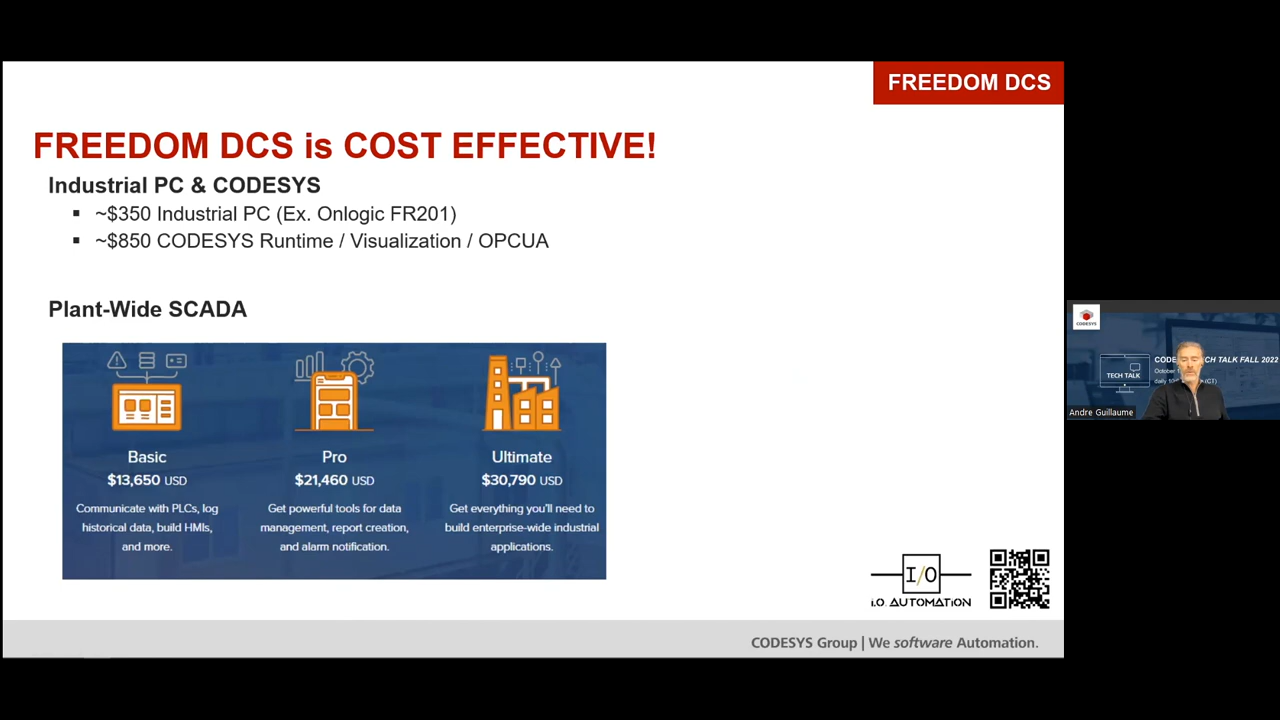 FREEDOM DCS
FREEDOM DCS is COST EFFECTIVE!
Industrial PC & CODESYS
▪ ~$350 Industrial PC (Ex. Onlogic FR201)
▪ ~$850 CODESYS Runtime / Visualization / OPCUA
Plant-Wide SCADA
Basic
$13,650 USD
Communicate with PLCs, log
historical data, build HMIs,
and more.
Pro
$21,460 USD
Get powerful tools for data
management, report creation,
and alarm notification.
Ultimate
$30,790 USD
Get everything you'll need to
build enterprise-wide industrial
applications.
I/O
I.O. AUTOMATION
CODESYS Group | We software Automation.
CODESYS
TECH TALK
CH TALK FALL 2022
Andre Guillaume